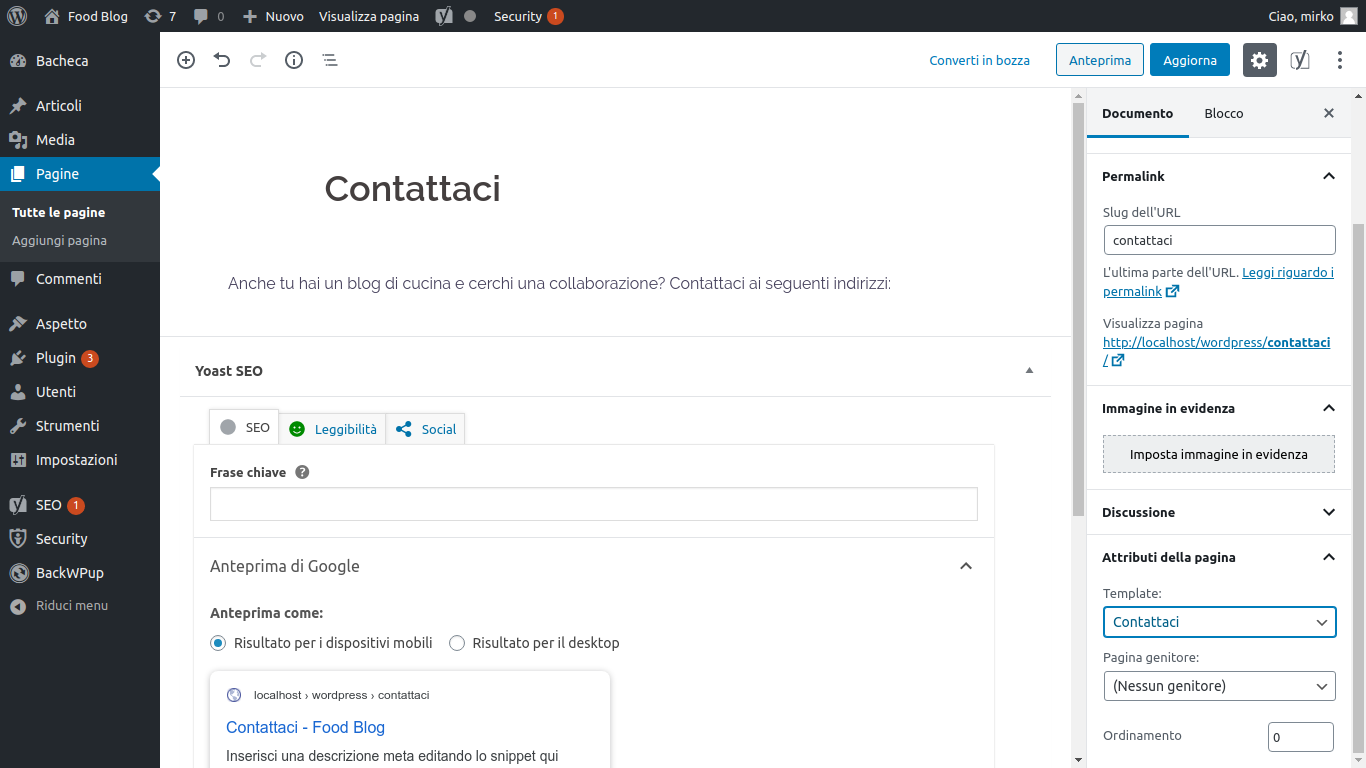 Food Blog 7 0 Nuovo Visualizza pagina Security 1 Ciao, mirko
Bacheca
Articoli
Media
Pagine
Tutte le pagine
Aggiungi pagina
Commenti
Aspetto
Plugin 3
Utenti
Strumenti
Impostazioni
SEO 1
Security
BackWPup
Riduci menu
Converti in bozza Anteprima Aggiorna
Contattaci
Anche tu hai un blog di cucina e cerchi una collaborazione? Contattaci ai seguenti indirizzi:
Yoast SEO
SEO Leggibilità Social
Frase chiave
Anteprima di Google
Anteprima come:
Risultato per i dispositivi mobili Risultato per il desktop
localhost › wordpress › contattaci
Contattaci - Food Blog
Inserisci una descrizione meta editando lo snippet qui
Documento Blocco
Permalink
Slug dell'URL
contattaci
L'ultima parte dell'URL. Leggi riguardo i
permalink
Visualizza pagina
http://localhost/wordpress/contattaci
/
Immagine in evidenza
Imposta immagine in evidenza
Discussione
Attributi della pagina
Template:
Contattaci
Pagina genitore:
(Nessun genitore)
Ordinamento 0